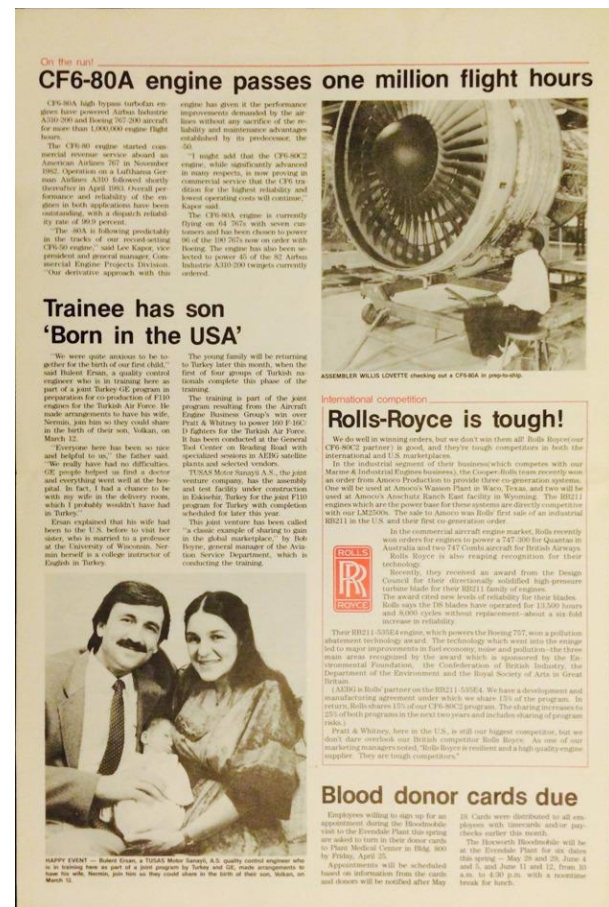 On the run!
CF6-80A engine passes one million flight hours
CF6-80A high bypass turbofan en-
gines have powered Airbus Industrie
A310-200 and Boeing 767-200 aircraft
for more than 1,000,000 engine flight
hours.
The CF6-80 engine started com-
mercial revenue service aboard an
American Airlines 767 in November
1982. Operation on a Lufthansa Ger-
man Airlines A310 followed shortly
thereafter in April 1983. Overall per-
formance and reliability of the en-
gines in both applications have been
outstanding, with a dispatch reliabil-
ity rate of 99.9 percent.
"The -80A is following predictably
in the tracks of our record-setting
CF6-50 engine," said Lee Kapor, vice
president and general manager, Com-
mercial Engine Projects Division.
"Our derivative approach with this
engine has given it the performance
improvements demanded by the air-
lines without any sacrifice of the re-
liability and maintenance advantages
established by its predecessor, the
-50.
"I might add that the CF6-80C2
engine, while significantly advanced
in many respects, is now proving in
commercial service that the CF6 tra-
dition for the highest reliability and
lowest operating costs will continue,"
Kapor said.
The CF6-80A engine is currently
flying on 64 767s with seven cus-
tomers and has been chosen to power
96 of the 190 767s now on order with
Boeing. The engine has also been se-
lected to power 45 of the 82 Airbus
Industrie A310-200 twinjets currently
ordered.
ASSEMBLER WILLIS LOVETTE checking out a CF6-80A in prep-to-ship.
Trainee has son
'Born in the USA'
"We were quite anxious to be to-
gether for the birth of our first child,"
said Bulent Ersan, a quality control
engineer who is in training here as
part of a joint Turkey-GE program in
preparation for co-production of F110
engines for the Turkish Air Force. He
made arrangements to have his wife,
Nermin, join him so they could share
in the birth of their son, Volkan, on
March 12.
"Everyone here has been so nice
and helpful to us," the father said.
"We really have had no difficulties.
GE people helped us find a doctor
and everything went well at the hos-
pital. In fact, I had a chance to be
with my wife in the delivery room,
which I probably wouldn't have had
in Turkey."
Ersan explained that his wife had
been to the U.S. before to visit her
sister, who is married to a professor
at the University of Wisconsin. Ner-
min herself is a college instructor of
English in Turkey.
The young family will be returning
to Turkey later this month, when the
first of four groups of Turkish na-
tionals complete this phase of the
training.
The training is part of the joint
program resulting from the Aircraft
Engine Business Group's win over
Pratt & Whitney to power 160 F-16C/
D fighters for the Turkish Air Force.
It has been conducted at the General
Tool Center on Reading Road with
specialized sessions in AEBG satellite
plants and selected vendors.
TUSAS Motor Sanayii A.S., the joint
venture company, has the assembly
and test facility under construction
in Eskisehir, Turkey for the joint F110
program for Turkey with completion
scheduled for later this year.
This joint venture has been called
"a classic example of sharing to gain
in the global marketplace," by Bob
Boyne, general manager of the Avia-
tion Service Department, which is
conducting the training.
HAPPY EVENT — Bulent Ersan, a TUSAS Motor Sanayii, A.S. quality control engineer who
is in training here as part of a joint program by Turkey and GE, made arrangements to
have his wife, Nermin, join him so they could share in the birth of their son, Volkan, on
March 12.
International competition
Rolls-Royce is tough!
We do well in winning orders, but we don't win them all! Rolls Royce(our
CF6-80C2 partner) is good, and they're tough competitors in both the
international and U.S. marketplaces.
In the industrial segment of their business(which competes with our
Marine & Industrial Engines business), the Cooper-Rolls team recently won
an order from Amoco Production to provide three co-generation systems.
One will be used at Amoco's Wasson Plant in Waco, Texas, and two will be
used at Amoco's Anschutz Ranch East facility in Wyoming. The RB211
engines which are the power base for these systems are directly competitive
with our LM2500s. The sale to Amoco was Rolls' first sale of an industrial
RB211 in the U.S. and their first co-generation order.
In the commercial aircraft engine market, Rolls recently
won orders for engines to power a 747-300 for Quantas in
Australia and two 747 Combi aircraft for British Airways.
Rolls Royce is also reaping recognition for their
technology.
Recently, they received an award from the Design
Council for their directionally solidified high-pressure
turbine blade for their RB211 family of engines.
The award cited new levels of reliability for their blades.
Rolls says the DS blades have operated for 13,500 hours
and 8,000 cycles without replacement--about a six-fold
increase in reliability.
ROLLS
RR
ROYCE
Their RB211-535E4 engine, which powers the Boeing 757, won a pollution
abatement technology award. The technology which went into the engine
led to major improvements in fuel economy, noise and pollution--the three
main areas recognized by the award which is sponsored by the En-
vironmental Foundation, the Confederation of British Industry, the
Department of the Environment and the Royal Society of Arts in Great
Britain.
(AEBG is Rolls' partner on the RB211-535E4. We have a development and
manufacturing agreement under which we share 15% of the program. In
return, Rolls shares 15% of our CF6-80C2 program. The sharing increases to
25% of both programs in the next two years and includes sharing of program
risks.)
Pratt & Whitney, here in the U.S., is still our biggest competitor, but we
don't dare overlook our British competitor Rolls Royce. As one of our
marketing managers noted, "Rolls Royce is resilient and a high quality engine
supplier. They are tough competitors."
Blood donor cards due
Employees willing to sign up for an
appointment during the Bloodmobile
visit to the Evendale Plant this spring
are asked to turn in their donor cards
to Plant Medical Center in Bldg. 800
by Friday, April 25.
Appointments will be scheduled
based on information from the cards
and donors will be notified after May
19. Cards were distributed to all em-
ployees with timecards and/or pay-
checks earlier this month.
The Hoxworth Bloodmobile will be
at the Evendale Plant for six dates
this spring — May 28 and 29, June 4
and 5, and June 11 and 12, from 10
a.m. to 4:30 p.m. with a noontime
break for lunch.